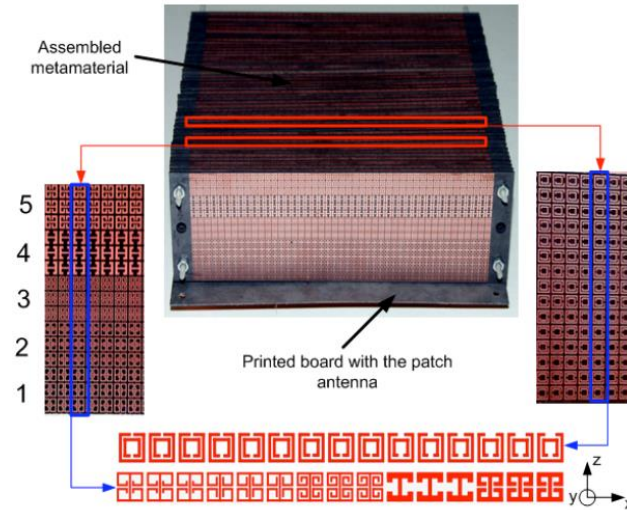 Assembled
metamaterial
5
4
3
2
1
Printed board with the patch
antenna
z
y
x